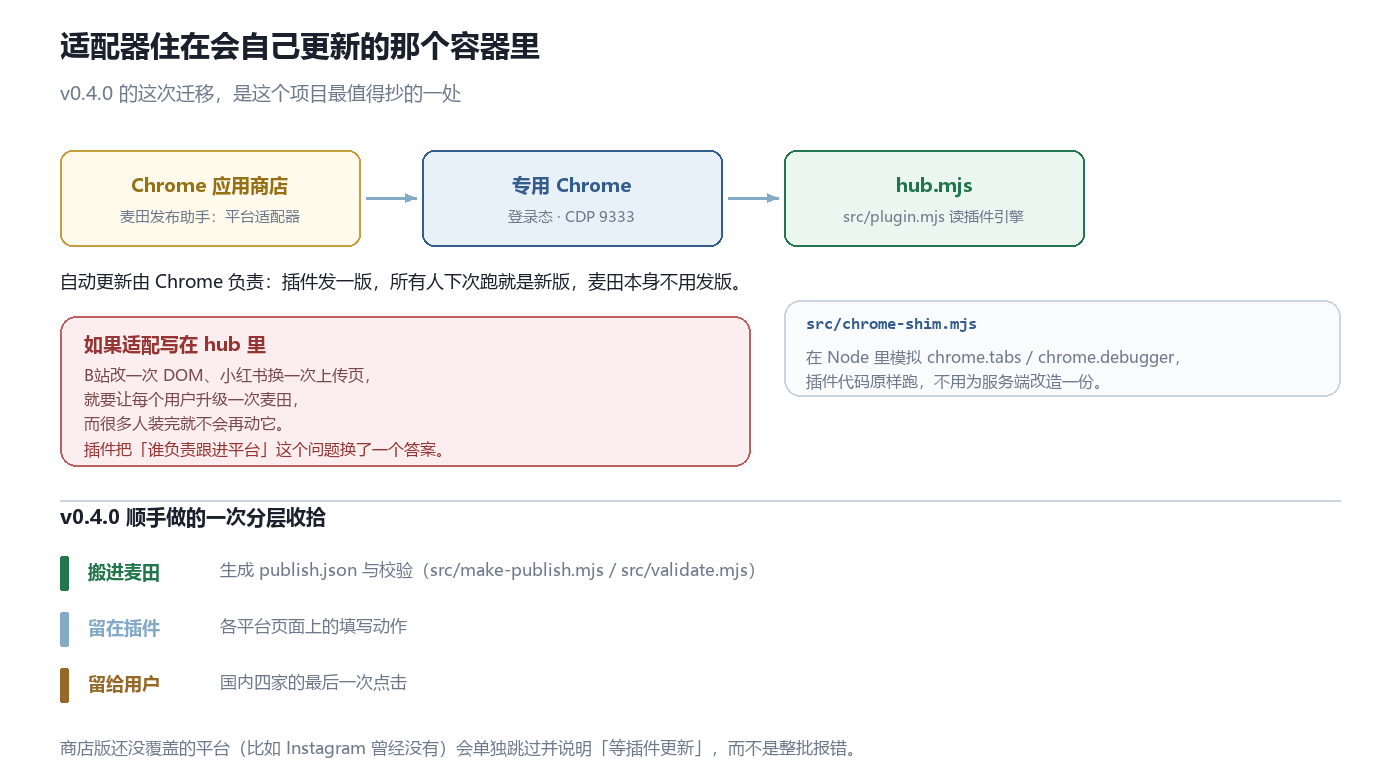 适配器住在会自己更新的那个容器里
v0.4.0 的这次迁移，是这个项目最值得抄的一处
Chrome 应用商店
麦田发布助手：平台适配器
专用 Chrome
登录态 · CDP 9333
hub.mjs
src/plugin.mjs 读插件引擎
自动更新由 Chrome 负责：插件发一版，所有人下次跑就是新版，麦田本身不用发版。
如果适配写在 hub 里
B站改一次 DOM、小红书换一次上传页，
就要让每个用户升级一次麦田，
而很多人装完就不会再动它。
插件把「谁负责跟进平台」这个问题换了一个答案。
src/chrome-shim.mjs
在 Node 里模拟 chrome.tabs / chrome.debugger，
插件代码原样跑，不用为服务端改造一份。
v0.4.0 顺手做的一次分层收拾
搬进麦田
生成 publish.json 与校验（src/make-publish.mjs / src/validate.mjs）
留在插件
各平台页面上的填写动作
留给用户
国内四家的最后一次点击
商店版还没覆盖的平台（比如 Instagram 曾经没有）会单独跳过并说明「等插件更新」，而不是整批报错。